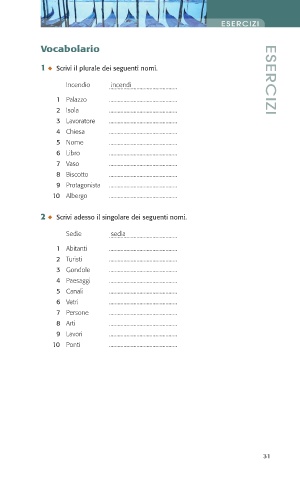 ESERCIZI
ESERCIZI
Vocabolario
1 ◆ Scrivi il plurale dei seguenti nomi.
Incendio incendi
1 Palazzo ........................................
2 Isola ........................................
3 Lavoratore ........................................
4 Chiesa ........................................
5 Nome ........................................
6 Libro ........................................
7 Vaso ........................................
8 Biscotto ........................................
9 Protagonista ........................................
10 Albergo ........................................
2 ◆ Scrivi adesso il singolare dei seguenti nomi.
Sedie sedia
1 Abitanti ........................................
2 Turisti ........................................
3 Gondole ........................................
4 Paesaggi ........................................
5 Canali ........................................
6 Vetri ........................................
7 Persone ........................................
8 Arti ........................................
9 Lavori ........................................
10 Ponti ........................................
31